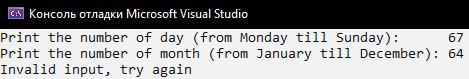 Консоль отладки Microsoft Visual Studio
Print the number of day (from Monday till Sunday): 67
Print the number of month (from January till December): 64
Invalid input, try again